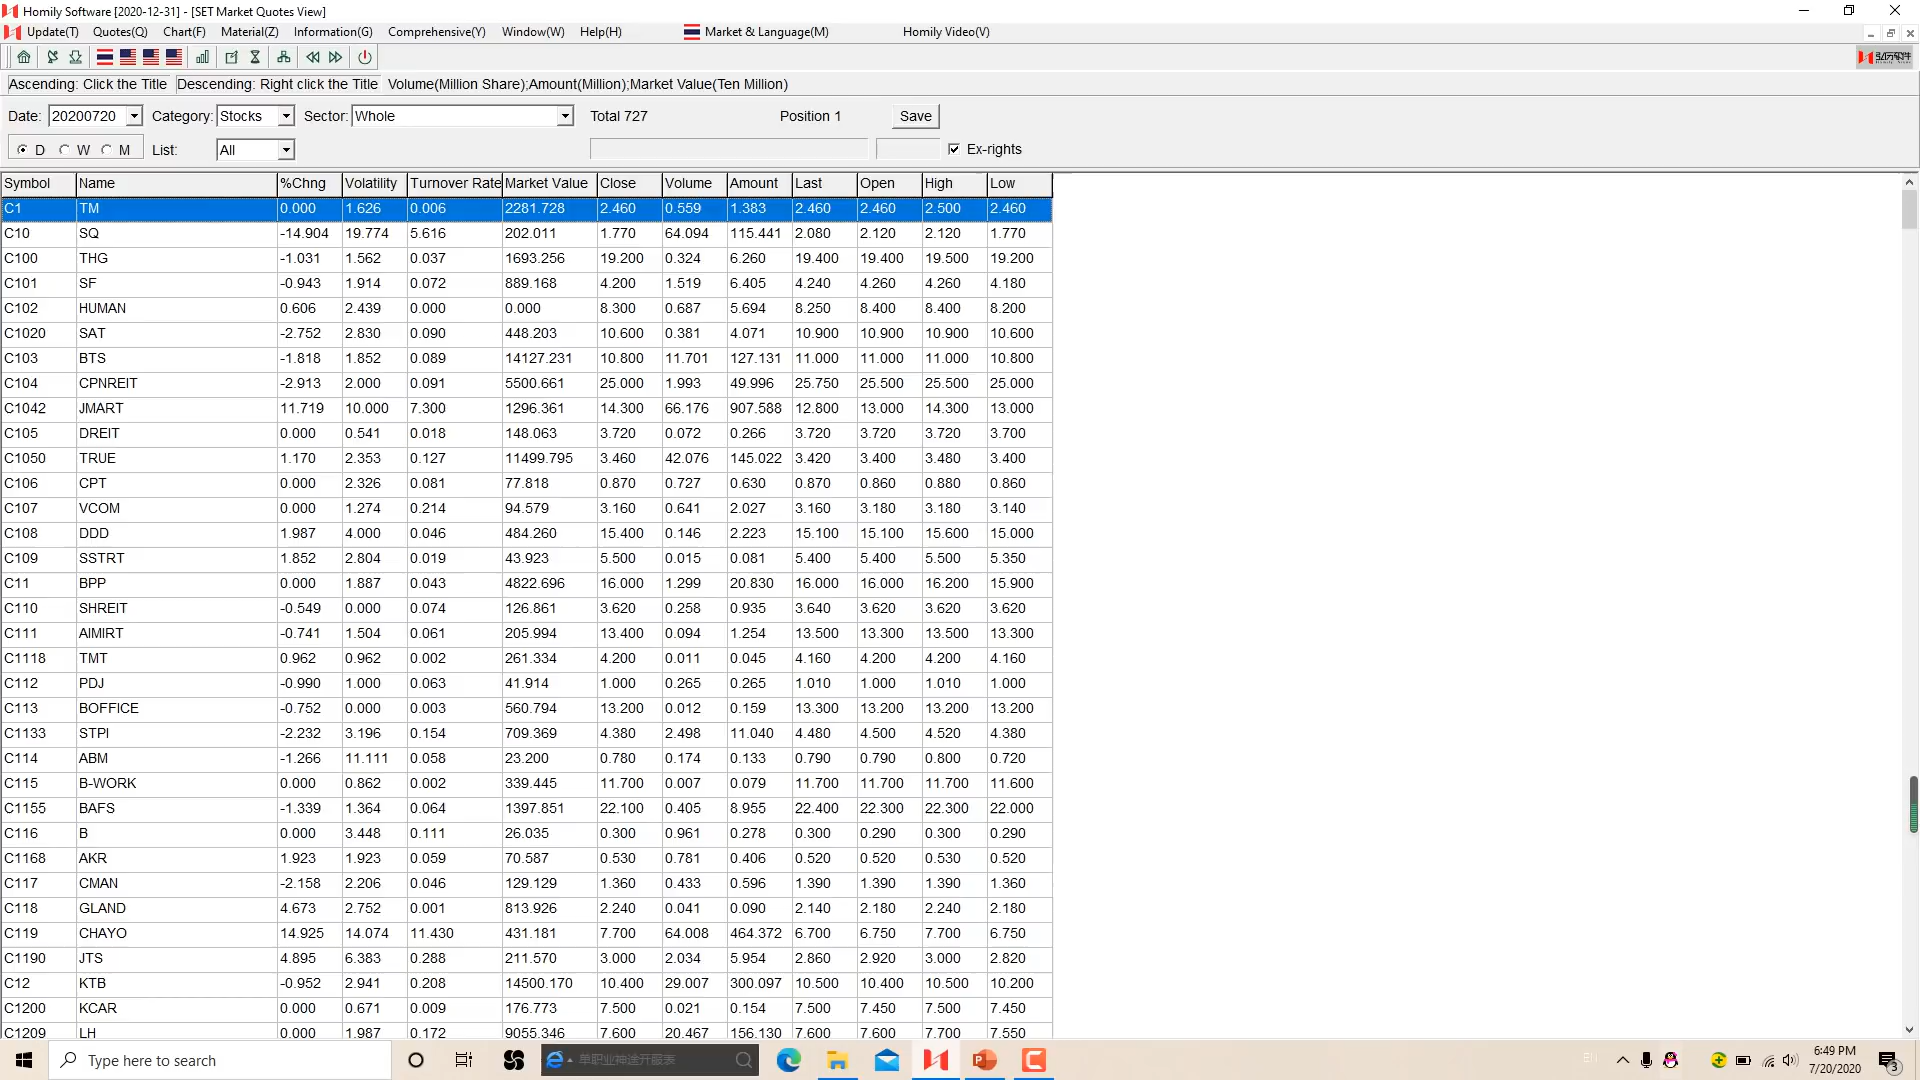 Homily Software [2020-12-31] - [SET Market Quotes View]
Update(T) Quotes(Q) Chart(F) Material(Z) Information(G) Comprehensive(Y) Window(W) Help(H) Market & Language(M) Homily Video(V)
Ascending: Click the Title Descending: Right click the Title Volume(Million Share);Amount(Million);Market Value(Ten Million)
Date: 20200720 Category: Stocks Sector: Whole Total 727 Position 1 Save
D W M List: All Ex-rights
Symbol Name %Chng Volatility Turnover Rate Market Value Close Volume Amount Last Open High Low
C1 TM 0.000 1.626 0.006 2281.728 2.460 0.559 1.383 2.460 2.460 2.500 2.460
C10 SQ -14.904 19.774 5.616 202.011 1.770 64.094 115.441 2.080 2.120 2.120 1.770
C100 THG -1.031 1.562 0.037 1693.256 19.200 0.324 6.260 19.400 19.400 19.500 19.200
C101 SF -0.943 1.914 0.072 889.168 4.200 1.519 6.405 4.240 4.260 4.260 4.180
C102 HUMAN 0.606 2.439 0.000 0.000 8.300 0.687 5.694 8.250 8.400 8.400 8.200
C1020 SAT -2.752 2.830 0.090 448.203 10.600 0.381 4.071 10.900 10.900 10.900 10.600
C103 BTS -1.818 1.852 0.089 14127.231 10.800 11.701 127.131 11.000 11.000 11.000 10.800
C104 CPNREIT -2.913 2.000 0.091 5500.661 25.000 1.993 49.996 25.750 25.500 25.500 25.000
C1042 JMART 11.719 10.000 7.300 1296.361 14.300 66.176 907.588 12.800 13.000 14.300 13.000
C105 DREIT 0.000 0.541 0.018 148.063 3.720 0.072 0.266 3.720 3.720 3.720 3.700
C1050 TRUE 1.170 2.353 0.127 11499.795 3.460 42.076 145.022 3.420 3.400 3.480 3.400
C106 CPT 0.000 2.326 0.081 77.818 0.870 0.727 0.630 0.870 0.860 0.880 0.860
C107 VCOM 0.000 1.274 0.214 94.579 3.160 0.641 2.027 3.160 3.180 3.180 3.140
C108 DDD 1.987 4.000 0.046 484.260 15.400 0.146 2.223 15.100 15.100 15.600 15.000
C109 SSTRT 1.852 2.804 0.019 43.923 5.500 0.015 0.081 5.400 5.400 5.500 5.350
C11 BPP 0.000 1.887 0.043 4822.696 16.000 1.299 20.830 16.000 16.000 16.200 15.900
C110 SHREIT -0.549 0.000 0.074 126.861 3.620 0.258 0.935 3.640 3.620 3.620 3.620
C111 AIMIRT -0.741 1.504 0.061 205.994 13.400 0.094 1.254 13.500 13.300 13.500 13.300
C1118 TMT 0.962 0.962 0.002 261.334 4.200 0.011 0.045 4.160 4.200 4.200 4.160
C112 PDJ -0.990 1.000 0.063 41.914 1.000 0.265 0.265 1.010 1.000 1.010 1.000
C113 BOFFICE -0.752 0.000 0.003 560.794 13.200 0.012 0.159 13.300 13.200 13.200 13.200
C1133 STPI -2.232 3.196 0.154 709.369 4.380 2.498 11.040 4.480 4.500 4.520 4.380
C114 ABM -1.266 11.111 0.058 23.200 0.780 0.174 0.133 0.790 0.790 0.800 0.720
C115 B-WORK 0.000 0.862 0.002 339.445 11.700 0.007 0.079 11.700 11.700 11.700 11.600
C1155 BAFS -1.339 1.364 0.064 1397.851 22.100 0.405 8.955 22.400 22.300 22.300 22.000
C116 B 0.000 3.448 0.111 26.035 0.300 0.961 0.278 0.300 0.290 0.300 0.290
C1168 AKR 1.923 1.923 0.059 70.587 0.530 0.781 0.406 0.520 0.520 0.530 0.520
C117 CMAN -2.158 2.206 0.046 129.129 1.360 0.433 0.596 1.390 1.390 1.390 1.360
C118 GLAND 4.673 2.752 0.001 813.926 2.240 0.041 0.090 2.140 2.180 2.240 2.180
C119 CHAYO 14.925 14.074 11.430 431.181 7.700 64.008 464.372 6.700 6.750 7.700 6.750
C1190 JTS 4.895 6.383 0.288 211.570 3.000 2.034 5.954 2.860 2.920 3.000 2.820
C12 KTB -0.952 2.941 0.208 14500.170 10.400 29.007 300.097 10.500 10.400 10.500 10.200
C1200 KCAR 0.000 0.671 0.009 176.773 7.500 0.021 0.154 7.500 7.450 7.500 7.450
C1209 LH 0.000 1.987 0.172 9055.346 7.600 20.467 156.130 7.600 7.600 7.700 7.550
Type here to search 单职业神途开服表 6:49 PM
7/20/2020 3